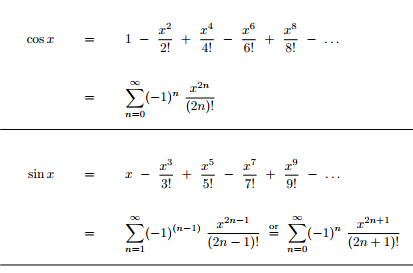 cos x = 1 − x²/2! + x⁴/4! − x⁶/6! + x⁸/8! − …
= ∑_{n=0}^{∞} (−1)ⁿ x²ⁿ/(2n)!
sin x = x − x³/3! + x⁵/5! − x⁷/7! + x⁹/9! − …
= ∑_{n=1}^{∞} (−1)^{(n−1)} x^{2n−1}/(2n−1)! =^{or} ∑_{n=0}^{∞} (−1)ⁿ x^{2n+1}/(2n+1)!